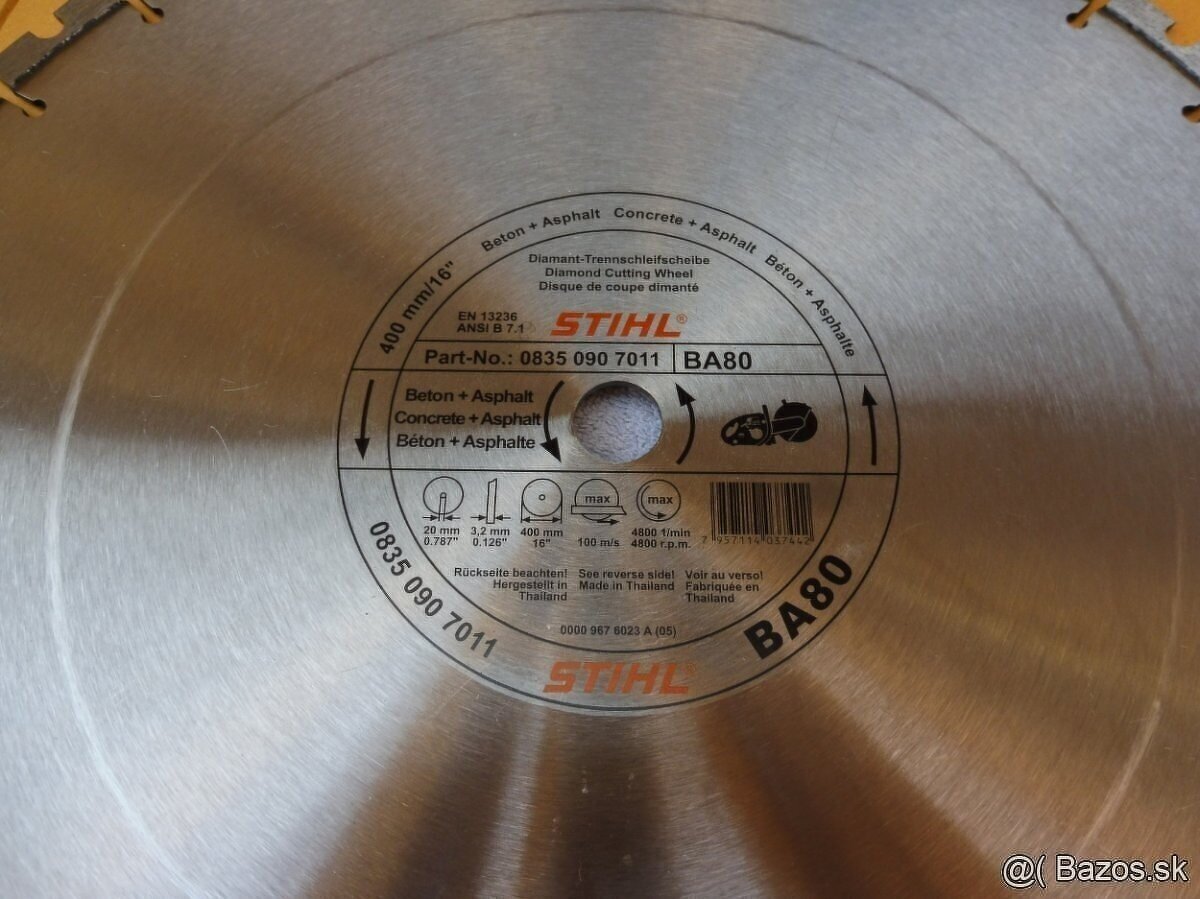 400 mm/16"
Beton + Asphalt Concrete + Asphalt Béton + Asphalte
Diamant-Trennschleifscheibe
Diamond Cutting Wheel
Disque de coupe dimanté
EN 13236
ANSI B 7.1
STIHL®
Part-No.: 0835 090 7011 BA80
Beton + Asphalt
Concrete + Asphalt
Béton + Asphalte
max
max
20 mm
0.787"
3,2 mm
0.126"
400 mm
16"
100 m/s
4800 1/min
4800 r.p.m.
7 957114 037442
Rückseite beachten!
Hergestellt in
Thailand
See reverse side!
Made in Thailand
Voir au verso!
Fabriquée en
Thailand
0000 967 6023 A (05)
0835 090 7011
BA80
STIHL®
@( Bazos.sk